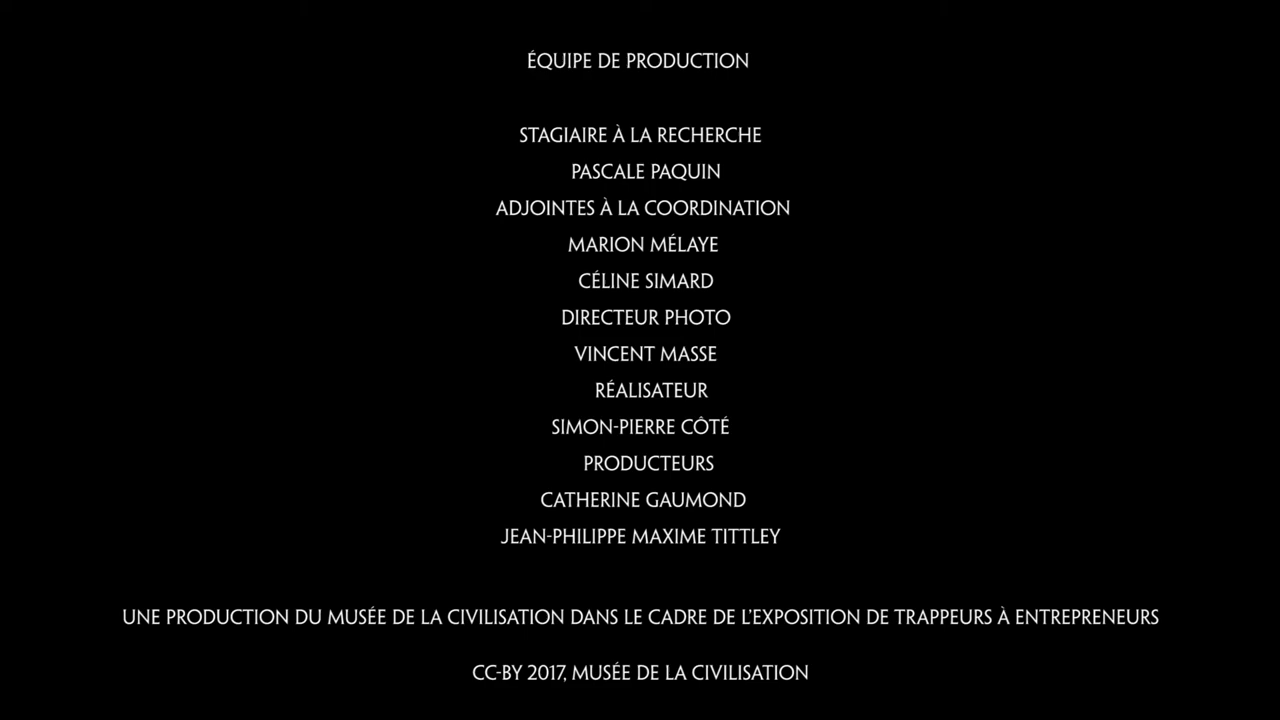 ÉQUIPE DE PRODUCTION
STAGIAIRE À LA RECHERCHE
PASCALE PAQUIN
ADJOINTES À LA COORDINATION
MARION MÉLAYE
CÉLINE SIMARD
DIRECTEUR PHOTO
VINCENT MASSE
RÉALISATEUR
SIMON-PIERRE CÔTÉ
PRODUCTEURS
CATHERINE GAUMOND
JEAN-PHILIPPE MAXIME TITTLEY
UNE PRODUCTION DU MUSÉE DE LA CIVILISATION DANS LE CADRE DE L’EXPOSITION DE TRAPPEURS À ENTREPRENEURS
CC-BY 2017, MUSÉE DE LA CIVILISATION